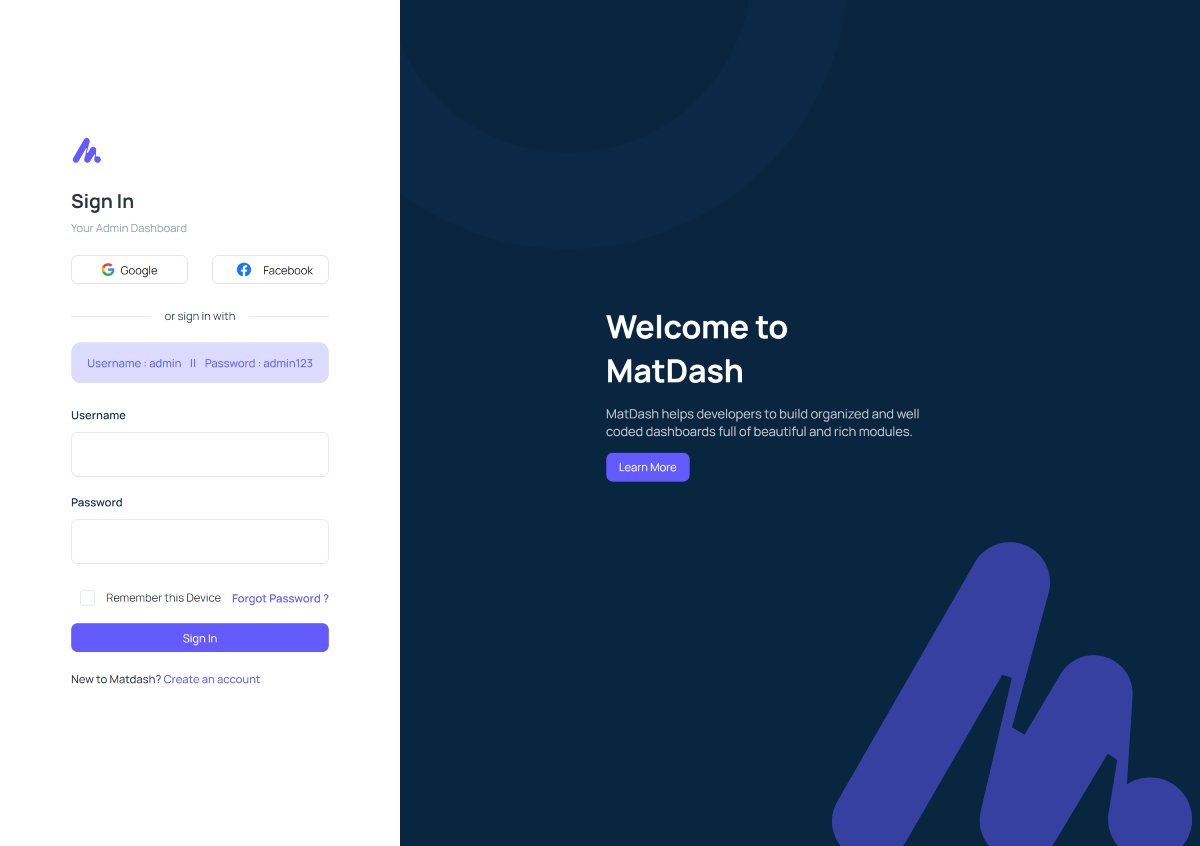 Sign In
Your Admin Dashboard
Google
Facebook
or sign in with
Username : admin || Password : admin123
Username
Password
Remember this Device
Forgot Password ?
Sign In
New to Matdash? Create an account
Welcome to
MatDash
MatDash helps developers to build organized and well
coded dashboards full of beautiful and rich modules.
Learn More